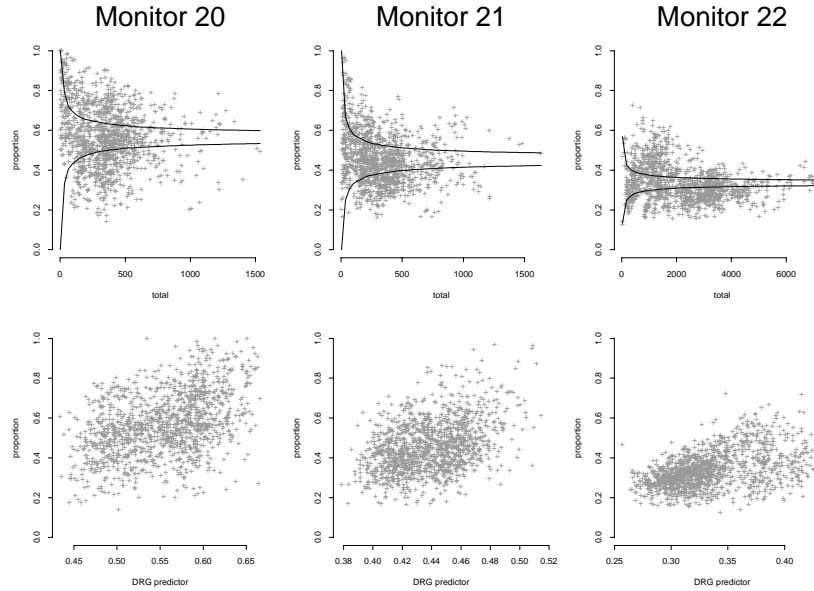 Monitor 20 Monitor 21 Monitor 22
proportion
0.0 0.2 0.4 0.6 0.8 1.0
0 500 1000 1500
total
proportion
0.0 0.2 0.4 0.6 0.8 1.0
0 500 1000 1500
total
proportion
0.0 0.2 0.4 0.6 0.8 1.0
0 2000 4000 6000
total
proportion
0.0 0.2 0.4 0.6 0.8 1.0
0.45 0.50 0.55 0.60 0.65
DRG predictor
proportion
0.0 0.2 0.4 0.6 0.8 1.0
0.38 0.40 0.42 0.44 0.46 0.48 0.50 0.52
DRG predictor
proportion
0.0 0.2 0.4 0.6 0.8 1.0
0.25 0.30 0.35 0.40
DRG predictor